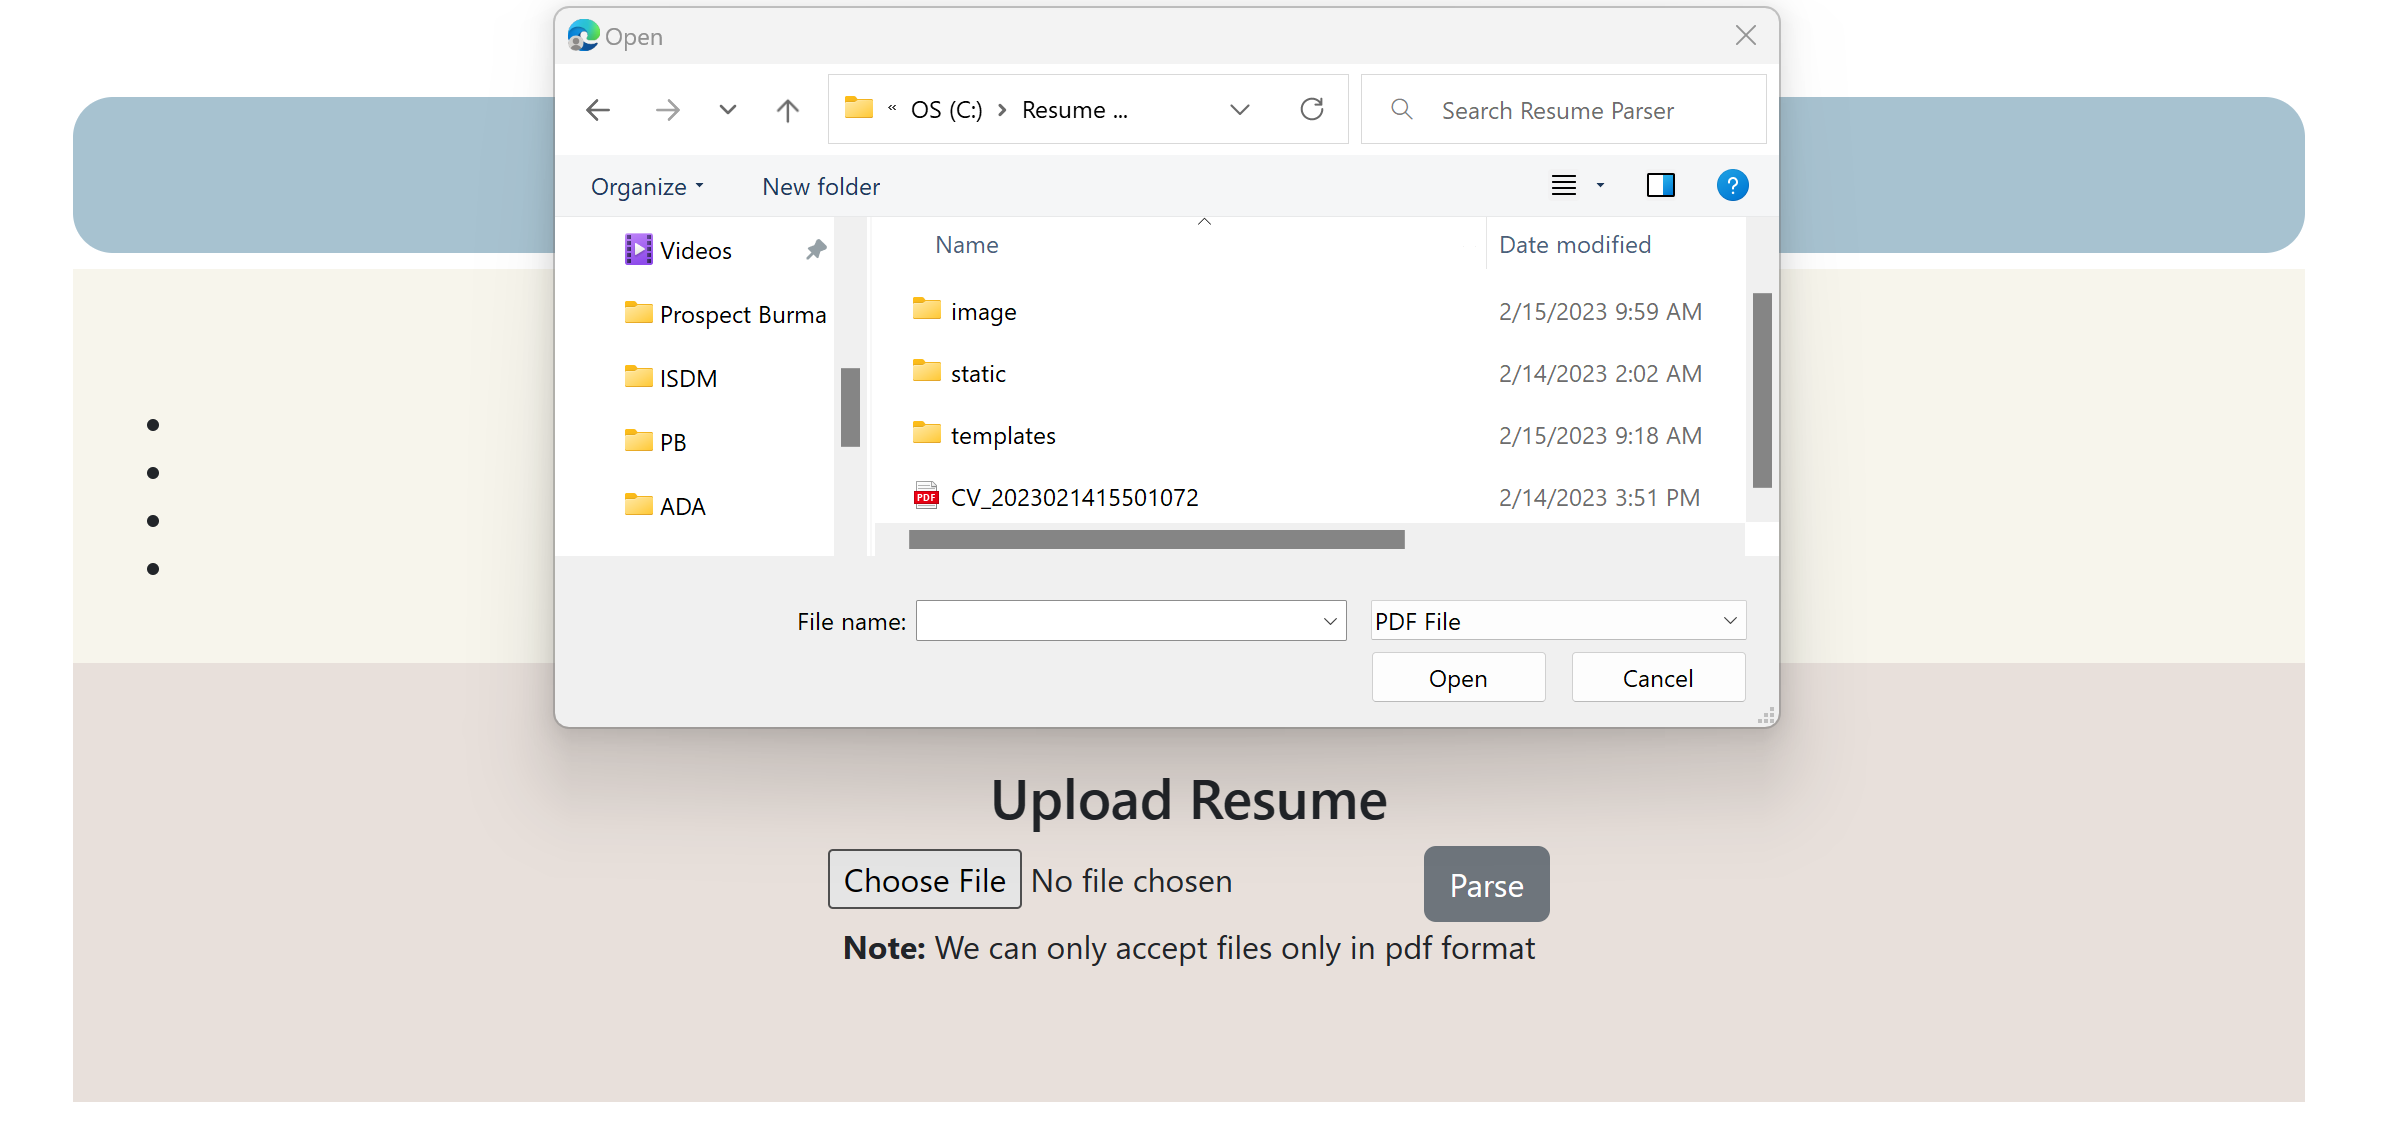 Open
« OS (C:) › Resume ...
Search Resume Parser
Organize
New folder
?
Videos
Prospect Burma
ISDM
PB
ADA
Name
Date modified
image
2/15/2023 9:59 AM
static
2/14/2023 2:02 AM
templates
2/15/2023 9:18 AM
PDF
CV_2023021415501072
2/14/2023 3:51 PM
File name:
PDF File
Open
Cancel
Upload Resume
Choose File
No file chosen
Parse
Note: We can only accept files only in pdf format